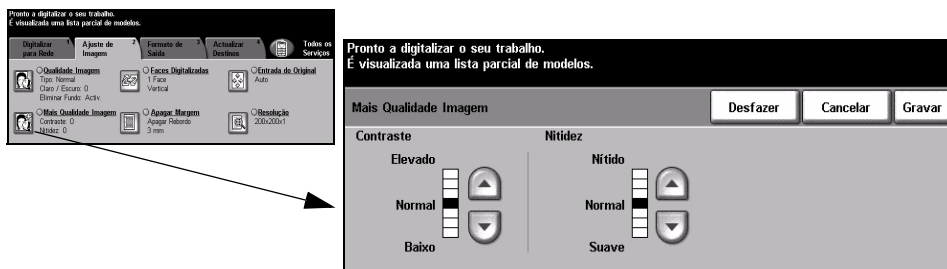 Pronto a digitalizar o seu trabalho.
É visualizada uma lista parcial de modelos.
Digitalizar para Rede 1
Ajuste de Imagem 2
Formato de Saída 3
Actualizar Destinos 4
Todos os Serviços
Qualidade Imagem
Tipo: Normal
Claro / Escuro: 0
Eliminar Fundo: Activ.
Faces Digitalizadas
1 Face
Vertical
Entrada do Original
Auto
Mais Qualidade Imagem
Contraste: 0
Nitidez: 0
Apagar Margem
Apagar Rebordo
3 mm
Resolução
200x200x1
Pronto a digitalizar o seu trabalho.
É visualizada uma lista parcial de modelos.
Mais Qualidade Imagem
Desfazer
Cancelar
Gravar
Contraste
Nitidez
Elevado
Nítido
Normal
Normal
Baixo
Suave